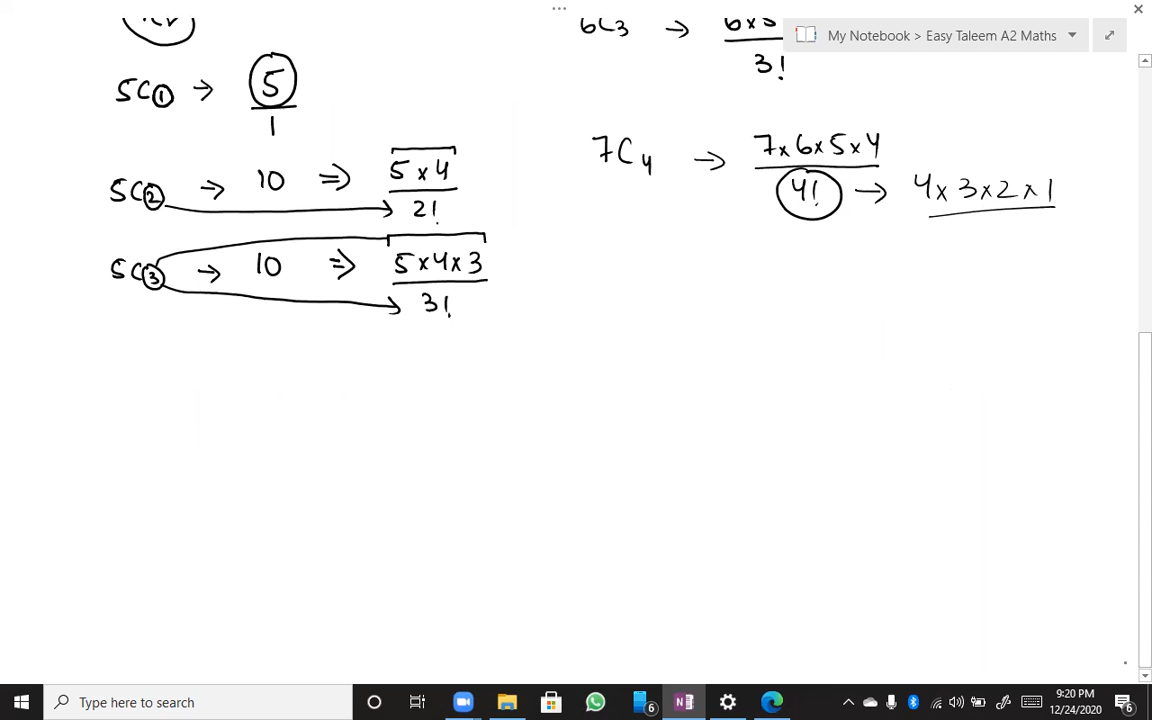 My Notebook > Easy Taleem A2 Maths
6C3 →
3!
5C1 → 5
1
5C2 → 10 ⇒ 5 × 4
2!
5C3 → 10 ⇒ 5 × 4 × 3
3!
7C4 → 7 × 6 × 5 × 4
4! → 4 × 3 × 2 × 1
Type here to search
6
9:20 PM
12/24/2020
6